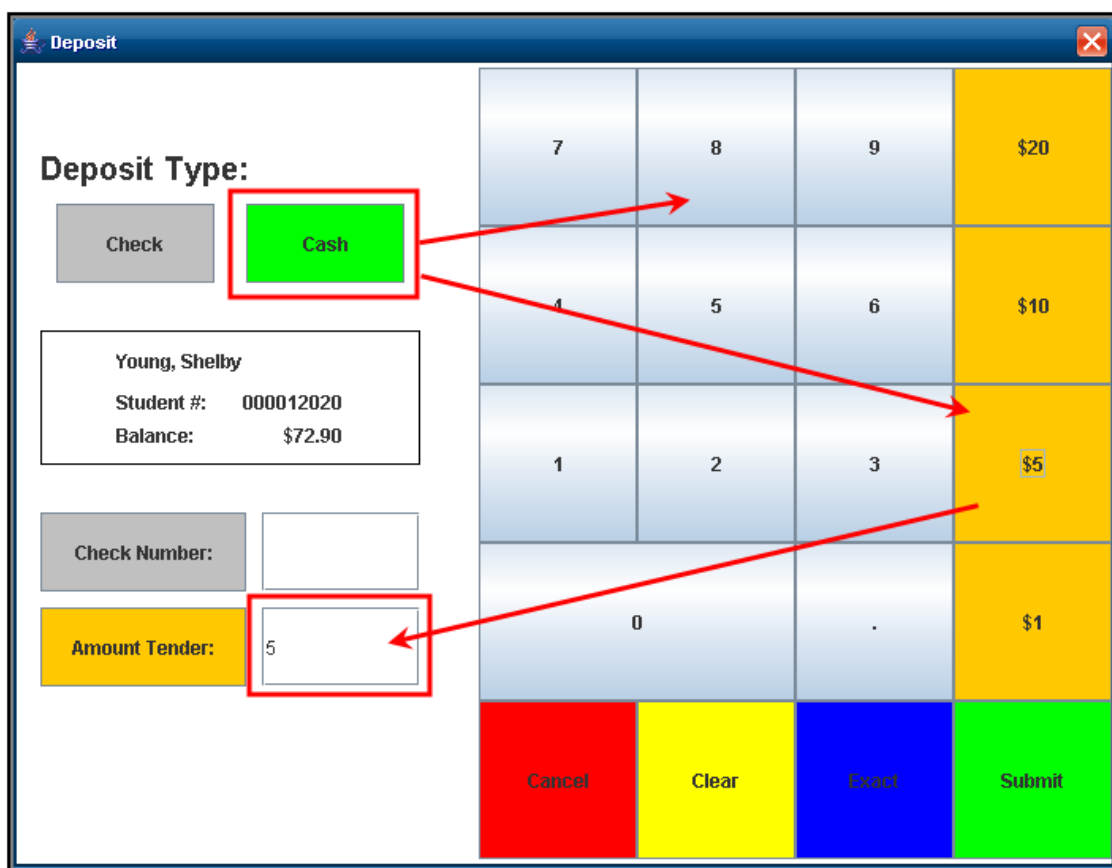 Deposit
Deposit Type:
Check
Cash
Young, Shelby
Student #: 000012020
Balance: $72.90
Check Number:
Amount Tender: 5
7 8 9 $20
4 5 6 $10
1 2 3 $5
0 . $1
Cancel Clear Exact Submit